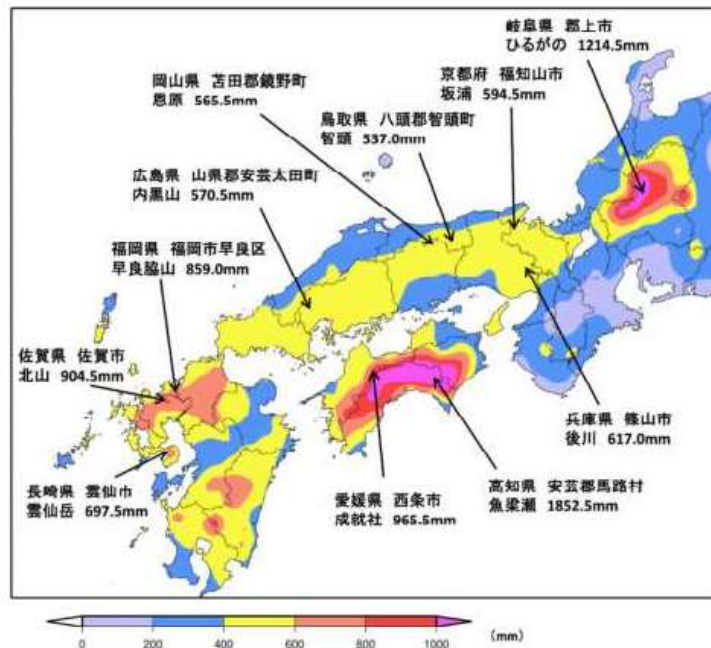 岐阜県 郡上市
ひるがの 1214.5mm
岡山県 苫田郡鏡野町
恩原 565.5mm
京都府 福知山市
坂浦 594.5mm
鳥取県 八頭郡智頭町
智頭 537.0mm
広島県 山県郡安芸太田町
内黒山 570.5mm
福岡県 福岡市早良区
早良脇山 859.0mm
佐賀県 佐賀市
北山 904.5mm
兵庫県 篠山市
後川 617.0mm
長崎県 雲仙市
雲仙岳 697.5mm
愛媛県 西条市
成就社 965.5mm
高知県 安芸郡馬路村
魚梁瀬 1852.5mm
0 200 400 600 800 1000 (mm)